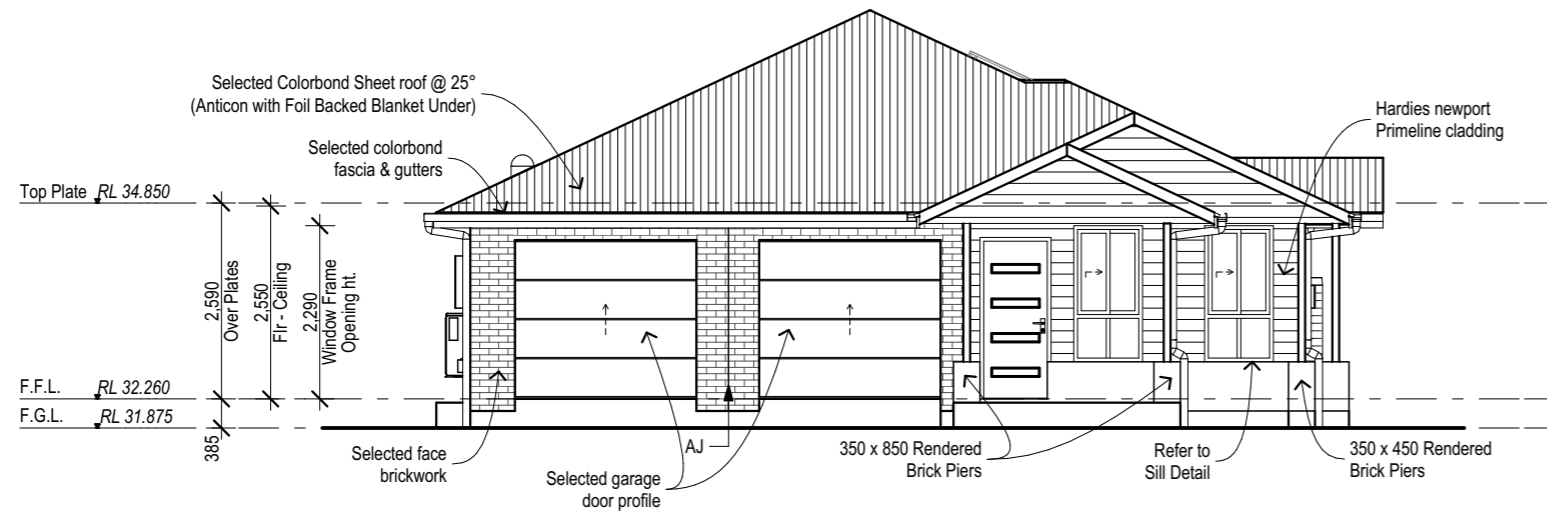 Selected Colorbond Sheet roof @ 25°
(Anticon with Foil Backed Blanket Under)
Selected colorbond
fascia & gutters
Hardies newport
Primeline cladding
Top Plate RL 34.850
2,590
Over Plates
2,550
Flr - Ceiling
2,290
Window Frame
Opening ht.
F.F.L. RL 32.260
F.G.L. RL 31.875
385
Selected face
brickwork
Selected garage
door profile
AJ
350 x 850 Rendered
Brick Piers
Refer to
Sill Detail
350 x 450 Rendered
Brick Piers